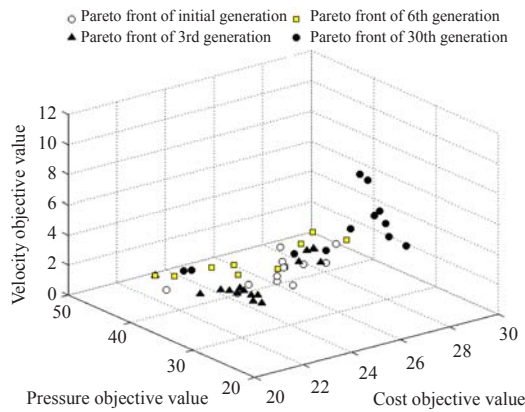 Pareto front of initial generation
Pareto front of 6th generation
Pareto front of 3rd generation
Pareto front of 30th generation
Velocity objective value
12
10
8
6
4
2
0
50
40
30
20
20
22
24
26
28
30
Pressure objective value
Cost objective value